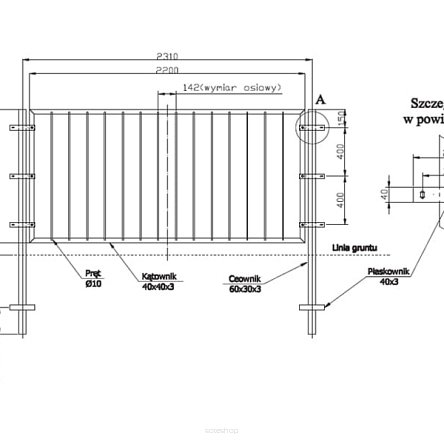 2310
2200
142(wymiar osiowy)
A
Szcze
w powi
150
400
400
40
Linia gruntu
Pręt
Ø10
Kątownik
40x40x3
Ceownik
60x30x3
Płaskownik
40x3